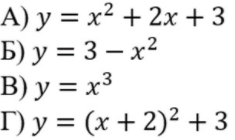 А) y = x² + 2x + 3
Б) y = 3 − x²
В) y = x³
Г) y = (x + 2)² + 3